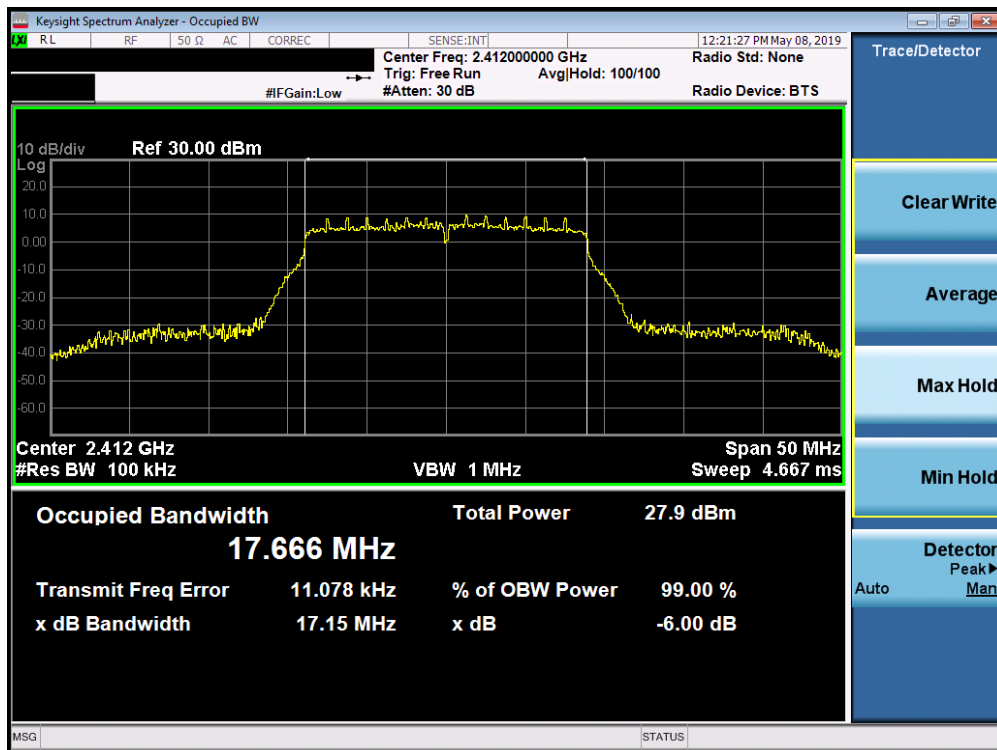 Keysight Spectrum Analyzer - Occupied BW
LXI RL RF 50 Ω AC CORREC SENSE:INT 12:21:27 PM May 08, 2019
Center Freq: 2.412000000 GHz Radio Std: None
Trig: Free Run Avg|Hold: 100/100
#IFGain:Low #Atten: 30 dB Radio Device: BTS
Trace/Detector
10 dB/div Ref 30.00 dBm
Log
20.0
10.0
0.00
-10.0
-20.0
-30.0
-40.0
-50.0
-60.0
Center 2.412 GHz Span 50 MHz
#Res BW 100 kHz VBW 1 MHz Sweep 4.667 ms
Occupied Bandwidth Total Power 27.9 dBm
17.666 MHz
Transmit Freq Error 11.078 kHz % of OBW Power 99.00 %
x dB Bandwidth 17.15 MHz x dB -6.00 dB
Clear Write
Average
Max Hold
Min Hold
Detector
Peak▶
Auto Man
MSG STATUS